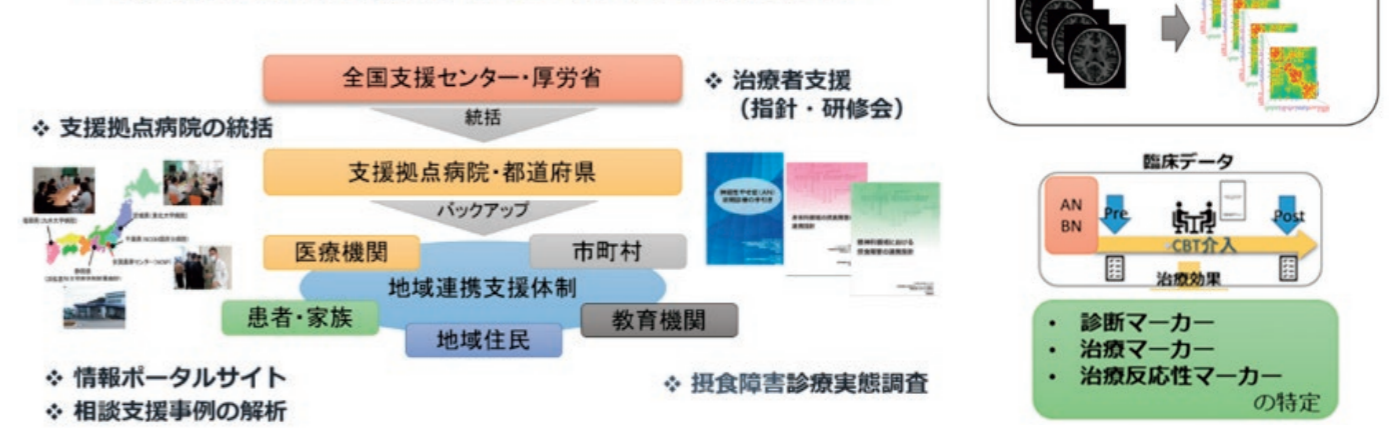 全国支援センター・厚労省
統括
❖ 支援拠点病院の統括
❖ 治療者支援
（指針・研修会）
支援拠点病院・都道府県
バックアップ
医療機関
市町村
地域連携支援体制
患者・家族
教育機関
地域住民
❖ 情報ポータルサイト
❖ 相談支援事例の解析
❖ 摂食障害診療実態調査
臨床データ
AN
BN
Pre
Post
CBT介入
治療効果
• 診断マーカー
• 治療マーカー
• 治療反応性マーカー
の特定